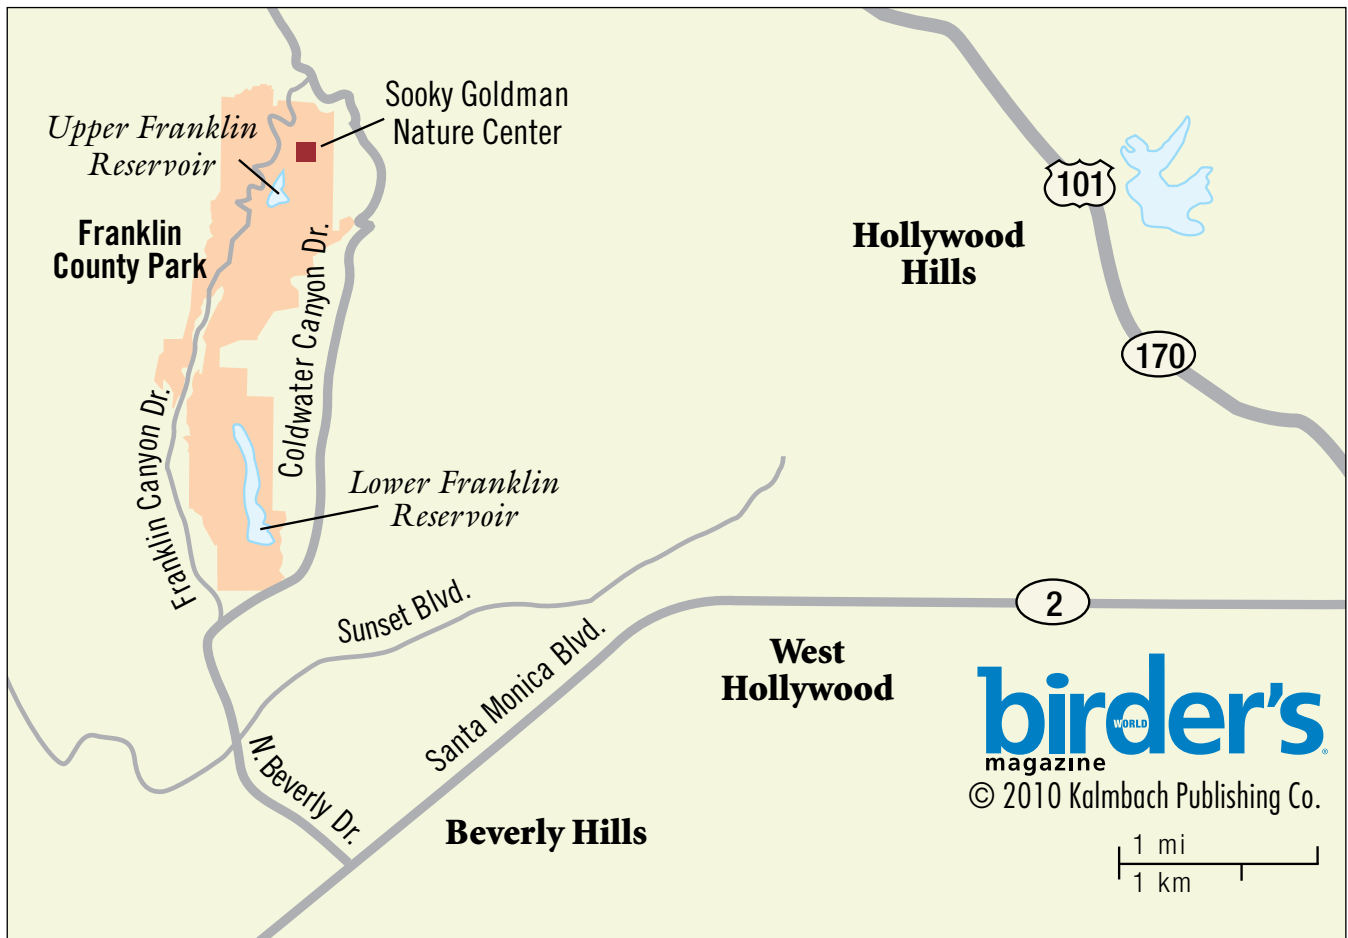 Sooky Goldman
Nature Center
Upper Franklin
Reservoir
Franklin
County Park
Coldwater Canyon Dr.
Franklin Canyon Dr.
Lower Franklin
Reservoir
101
Hollywood
Hills
170
Sunset Blvd.
Santa Monica Blvd.
2
West
Hollywood
N. Beverly Dr.
Beverly Hills
birder's
WORLD
®
magazine
© 2010 Kalmbach Publishing Co.
1 mi
1 km